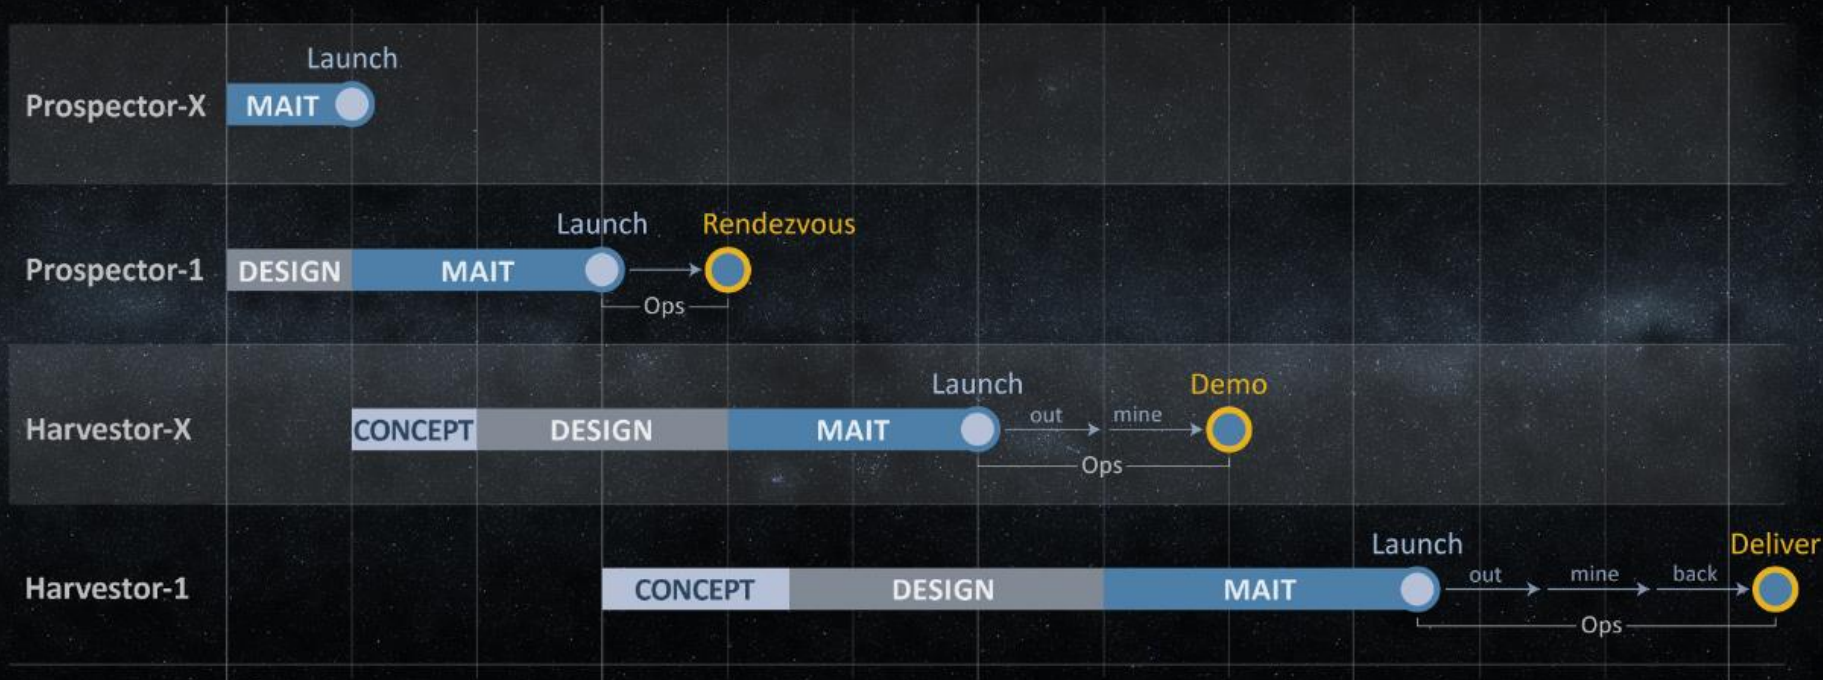 Launch
Prospector-X MAIT
Launch Rendezvous
Prospector-1 DESIGN MAIT
Ops
Launch Demo
Harvestor-X CONCEPT DESIGN MAIT out mine
Ops
Launch Deliver
Harvestor-1 CONCEPT DESIGN MAIT out mine back
Ops